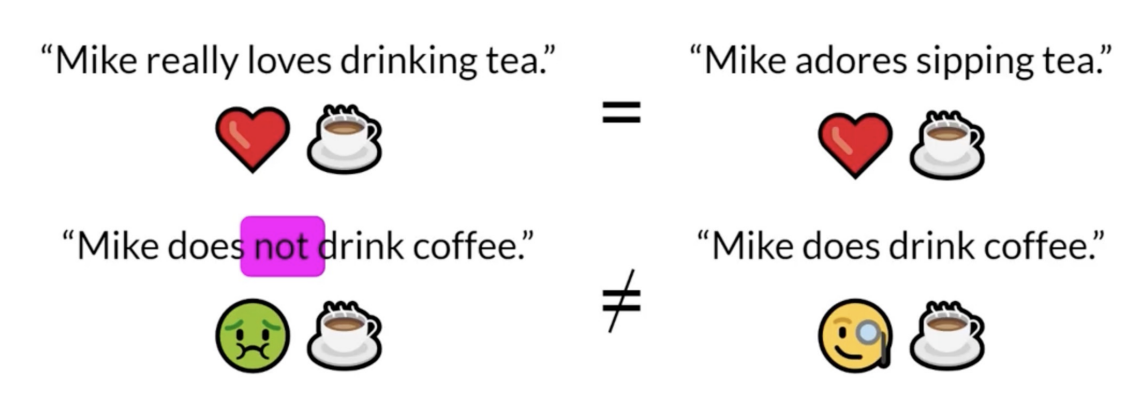 “Mike really loves drinking tea.” = “Mike adores sipping tea.”
“Mike does not drink coffee.” ≠ “Mike does drink coffee.”